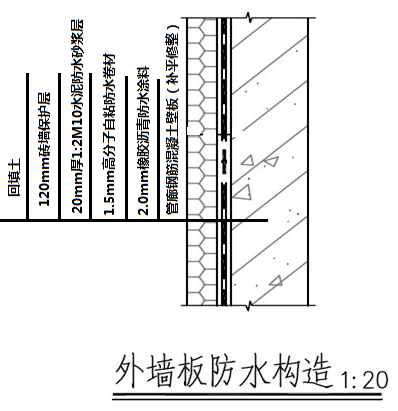 回填土
120mm砖墙保护层
20mm厚1:2M10水泥防水砂浆层
1.5mm高分子自粘防水卷材
2.0mm橡胶沥青防水涂料
管廊钢筋混凝土壁板（补平修整）
外墙板防水构造 1:20